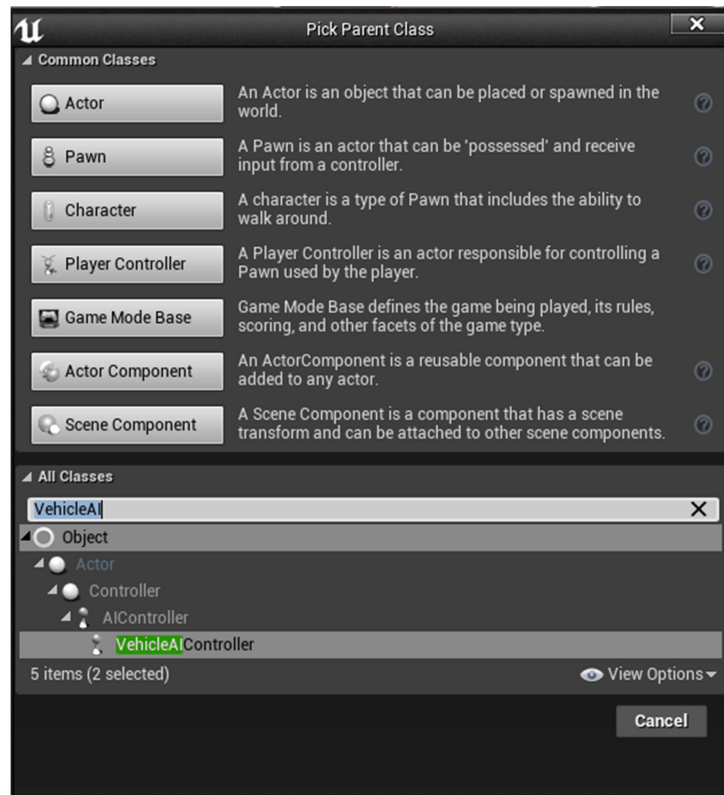 Pick Parent Class
Common Classes
Actor
An Actor is an object that can be placed or spawned in the
world.
Pawn
A Pawn is an actor that can be 'possessed' and receive
input from a controller.
Character
A character is a type of Pawn that includes the ability to
walk around.
Player Controller
A Player Controller is an actor responsible for controlling a
Pawn used by the player.
Game Mode Base
Game Mode Base defines the game being played, its rules,
scoring, and other facets of the game type.
Actor Component
An ActorComponent is a reusable component that can be
added to any actor.
Scene Component
A Scene Component is a component that has a scene
transform and can be attached to other scene components.
All Classes
VehicleAI
Object
Actor
Controller
AIController
VehicleAIController
5 items (2 selected)
View Options
Cancel